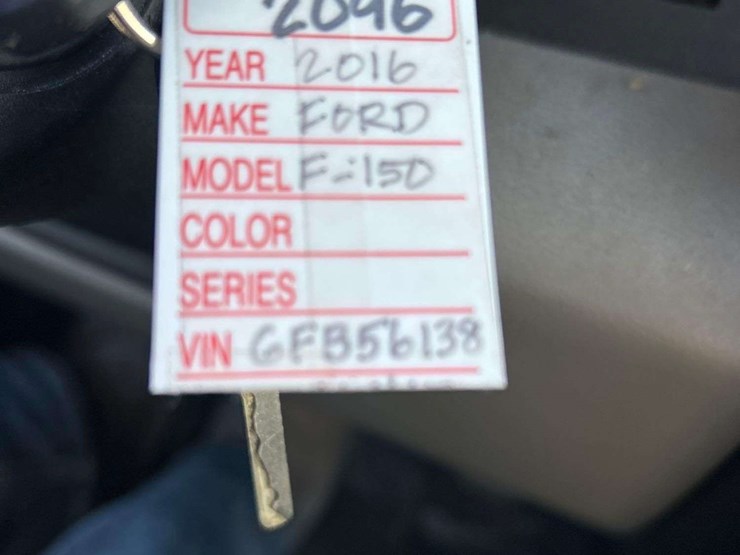 2046
YEAR 2016
MAKE FORD
MODEL F-150
COLOR
SERIES
VIN GFB56138